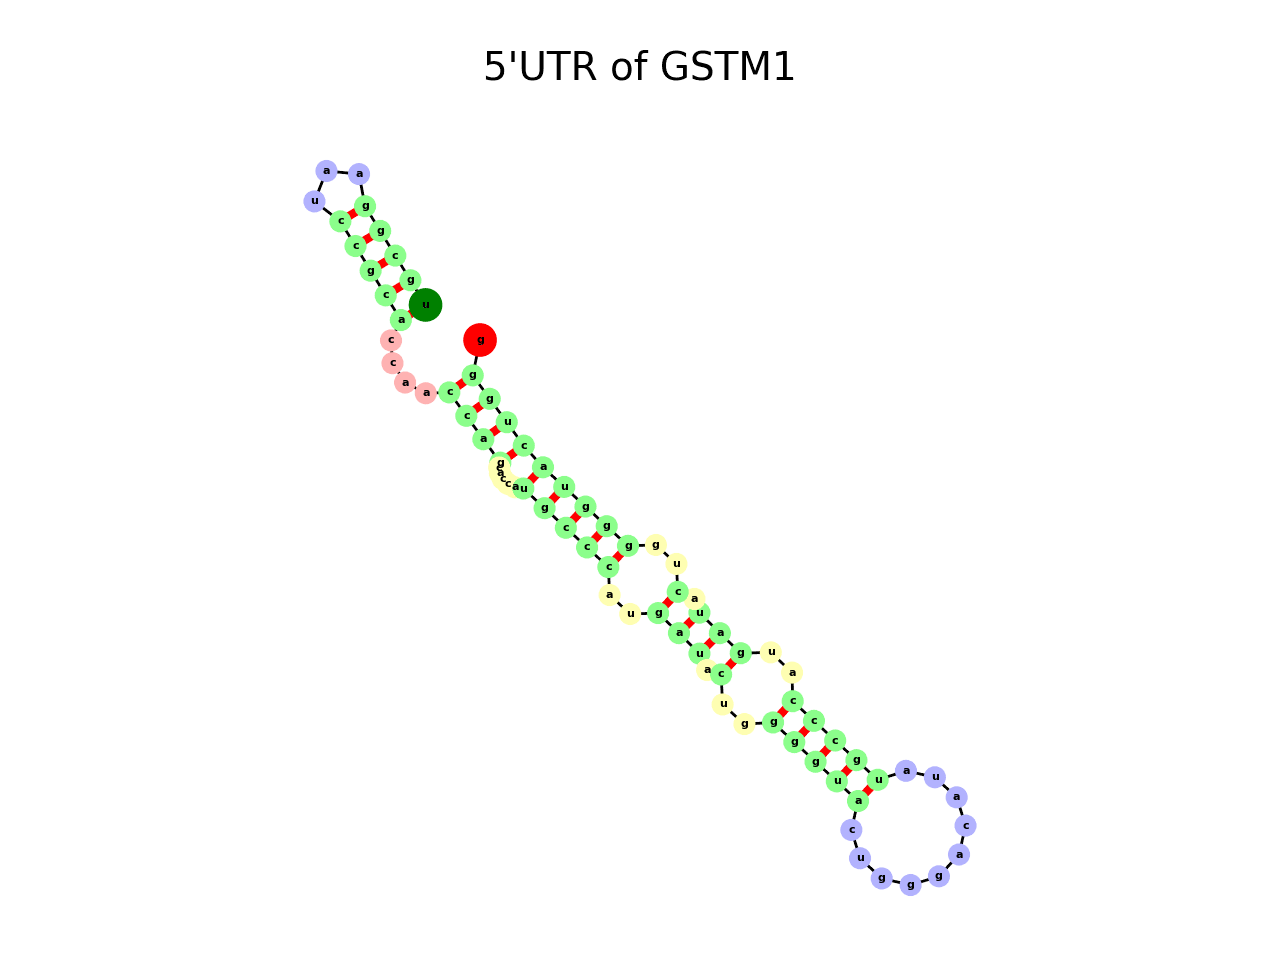 5'UTR of GSTM1
a a
u g
c g
c c
g g
c u
a
c g
c g
a c g
a c u
a c
g a
a u
c c a u g
g g
c g g
c u
c c a
a g u
u a a
u g u
a c a
u c
g g c
g c
g g
u u a u
a a
c c
u a
g g g